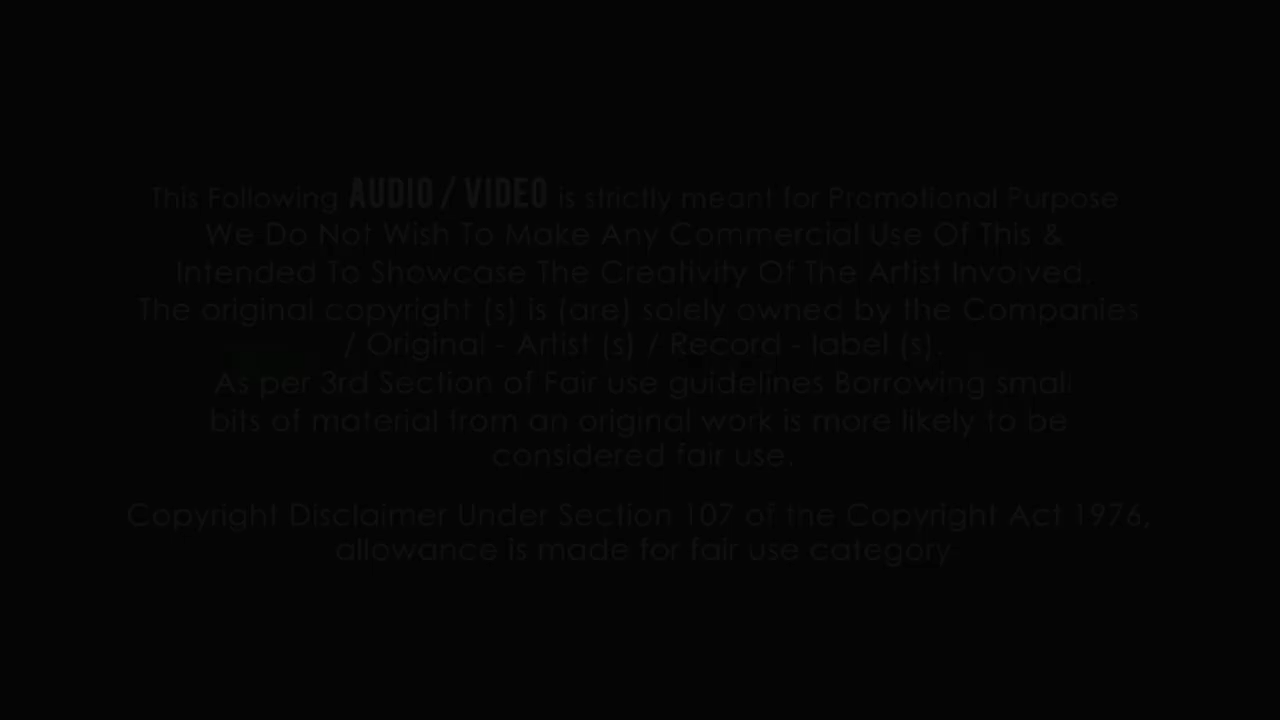 This Following AUDIO / VIDEO is strictly meant for Promotional Purpose
We Do Not Wish To Make Any Commercial Use Of This &
Intended To Showcase The Creativity Of The Artist Involved.
The original copyright (s) is (are) solely owned by the Companies
/ Original - Artist (s) / Record - label (s).
As per 3rd Section of Fair use guidelines Borrowing small
bits of material from an original work is more likely to be
considered fair use.
Copyright Disclaimer Under Section 107 of the Copyright Act 1976,
allowance is made for fair use category